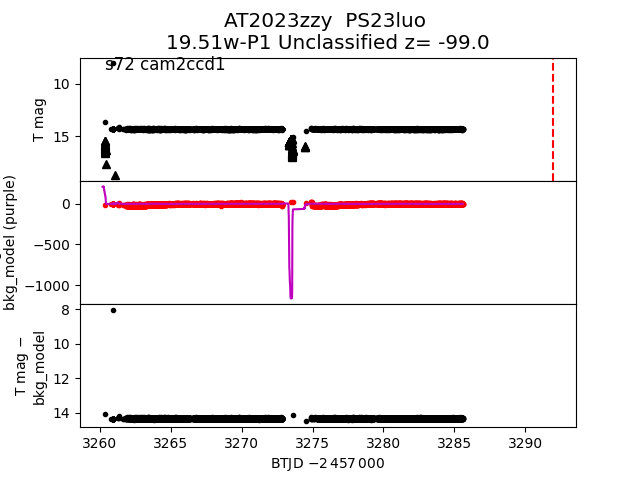 AT2023zzy  PS23luo
19.51w-P1 Unclassified z= -99.0
s72 cam2ccd1
T mag
10
15
bkg_model (purple)
0
−500
−1000
T mag −
bkg_model
8
10
12
14
3260 3265 3270 3275 3280 3285 3290
BTJD −2 457 000